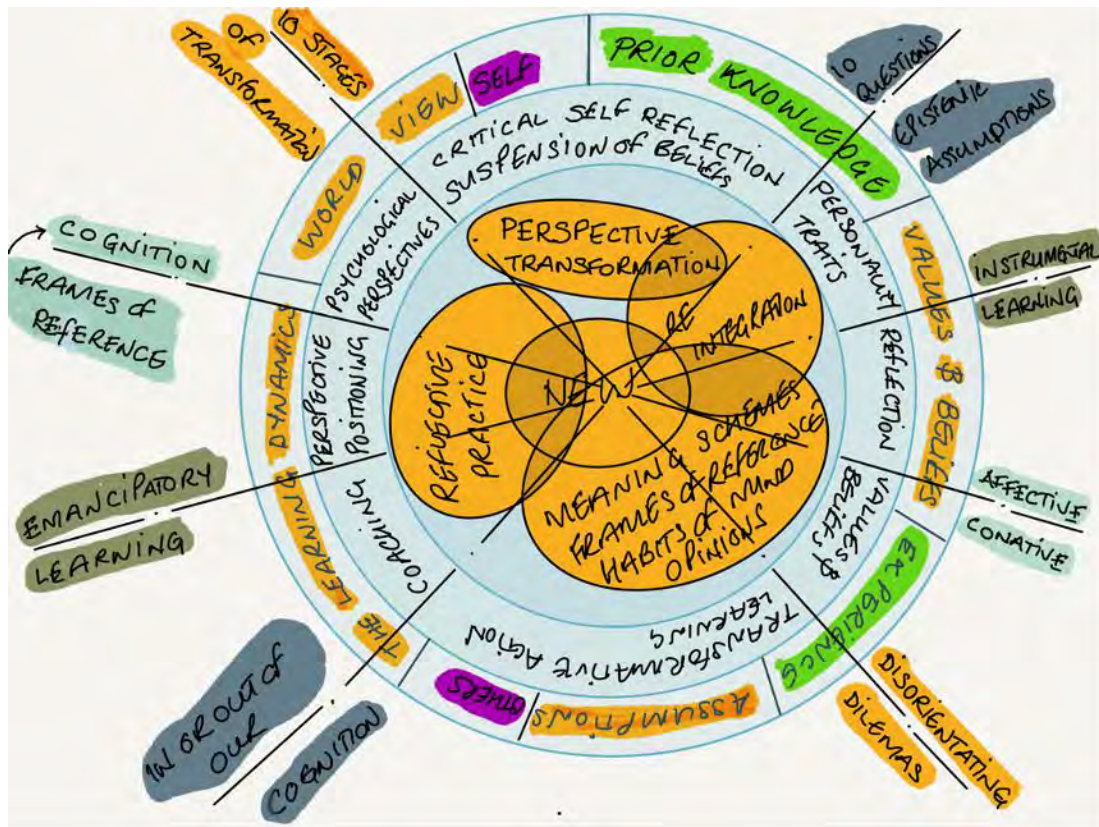 10 STAGES
OF
TRANSFORMATION
VIEW
SELF
PRIOR
KNOWLEDGE
10
QUESTIONS
EPISTEMIC
ASSUMPTIONS
CRITICAL SELF REFLECTION
SUSPENSION OF BELIEFS
WORLD
PSYCHOLOGICAL
PERSPECTIVES
PERSONALITY
TRAITS
VALUES & BELIEFS
COGNITION
FRAMES OF
REFERENCE
INSTRUMENTAL
LEARNING
PERSPECTIVE
TRANSFORMATION
RE
INTEGRATION
NEW
PRACTICE
MEANING SCHEMES
FRAMES OF REFERENCE
HABITS OF MIND
OPINIONS
PERSPECTIVE
POSITIONING
REFLECTION
THE LEARNING DYNAMICS
EMANCIPATORY
LEARNING
AFFECTIVE
CONATIVE
COACHING
VALUES &
BELIEFS
TRANSFORMATIVE ACTION
LEARNING
EXPERIENCE
OTHERS
ASSUMPTIONS
IN OR OUT OF
OUR
COGNITION
DISORIENTATING
DILEMAS